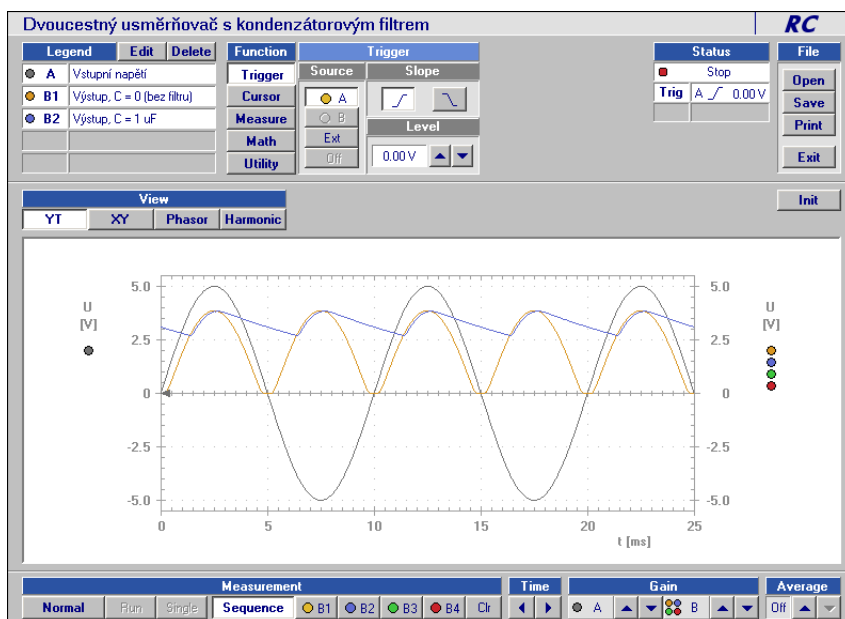 Dvoucestný usměrňovač s kondenzátorovým filtrem
RC
Legend Edit Delete
A Vstupní napětí
B1 Výstup, C = 0 (bez filtru)
B2 Výstup, C = 1 uF
Function
Trigger
Cursor
Measure
Math
Utility
Trigger
Source Slope
A
B
Ext
Off
Level
0.00 V
Status
Stop
Trig A 0.00 V
File
Open
Save
Print
Exit
View
YT XY Phasor Harmonic
Init
U
[V]
5.0
2.5
0
-2.5
-5.0
0 5 10 15 20 25
t [ms]
5.0
2.5
0
-2.5
-5.0
U
[V]
Measurement
Normal Run Single Sequence B1 B2 B3 B4 Clr
Time
Gain
A B
Average
Off